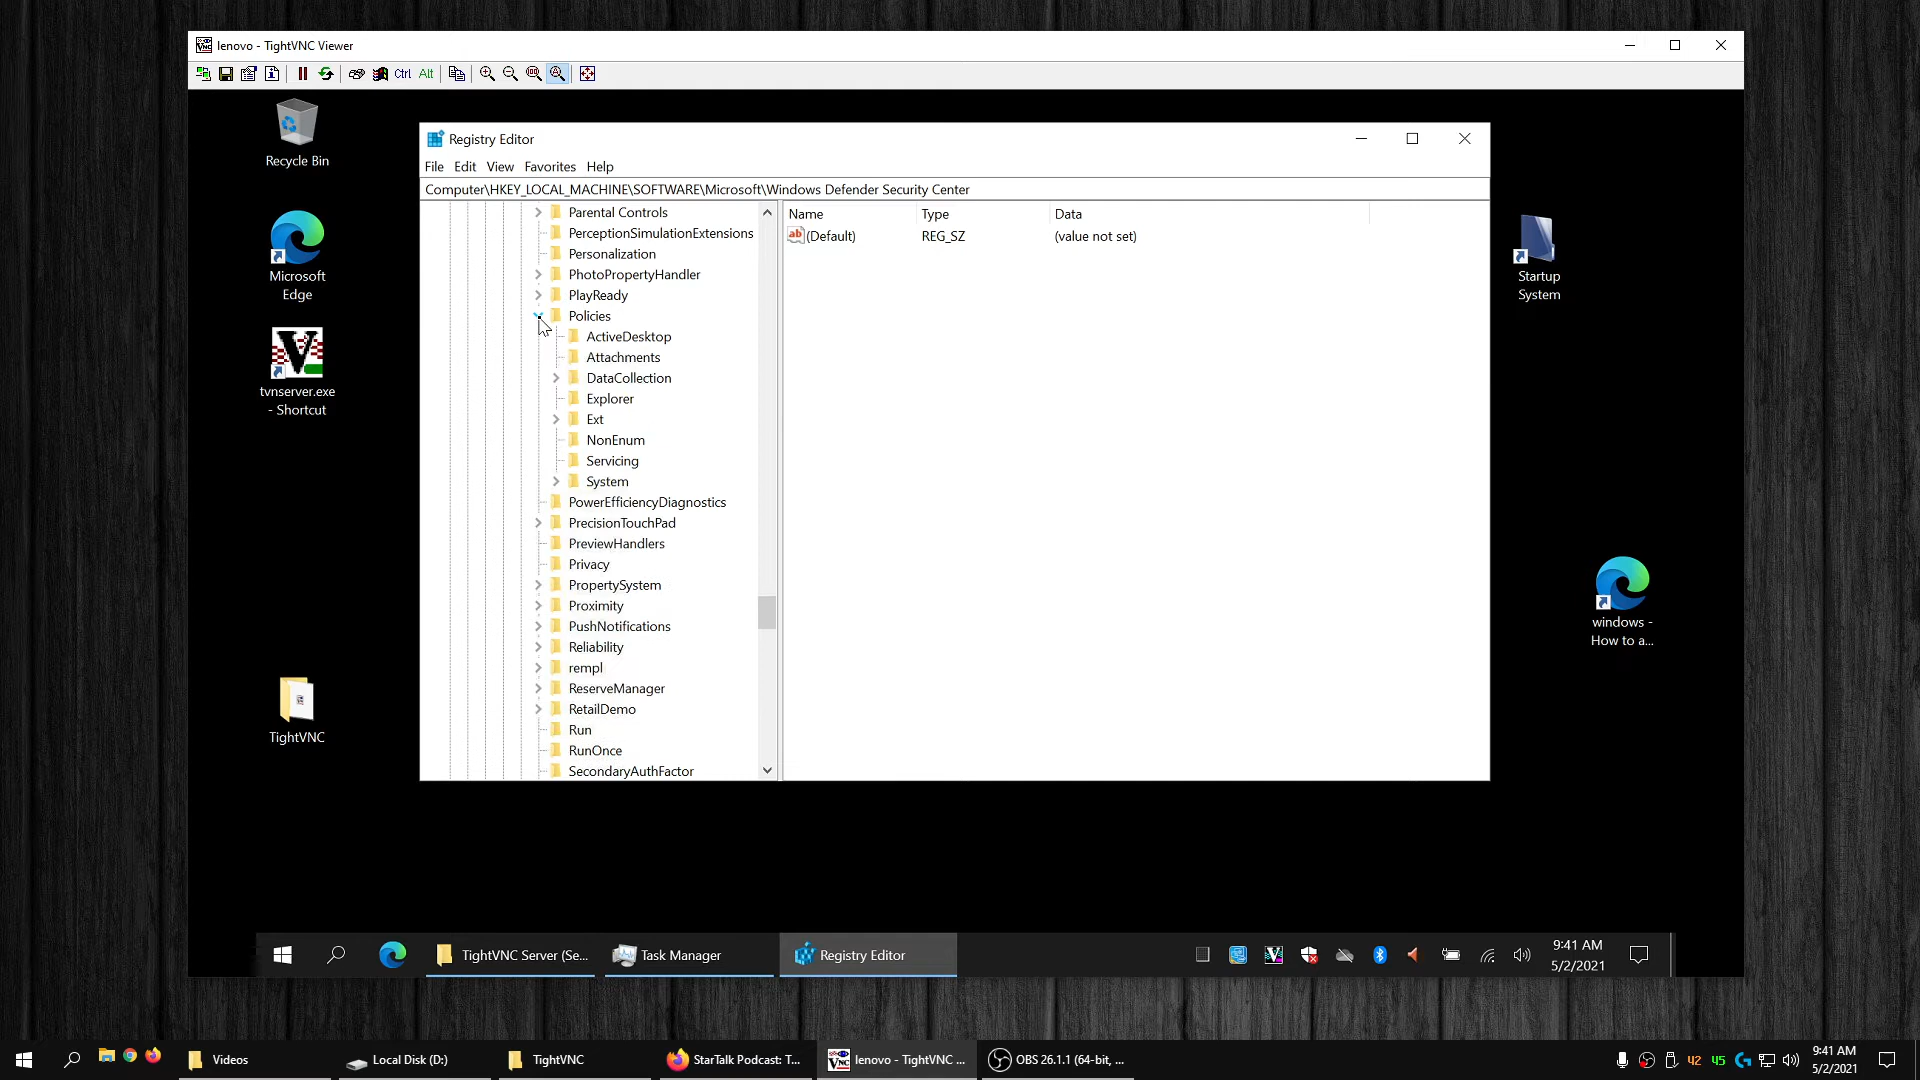 lenovo - TightVNC Viewer
Ctrl Alt
Recycle Bin
Microsoft
Edge
tvnserver.exe
- Shortcut
TightVNC
Registry Editor
File Edit View Favorites Help
Computer\HKEY_LOCAL_MACHINE\SOFTWARE\Microsoft\Windows Defender Security Center
Parental Controls
PerceptionSimulationExtensions
Personalization
PhotoPropertyHandler
PlayReady
Policies
ActiveDesktop
Attachments
DataCollection
Explorer
Ext
NonEnum
Servicing
System
PowerEfficiencyDiagnostics
PrecisionTouchPad
PreviewHandlers
Privacy
PropertySystem
Proximity
PushNotifications
Reliability
rempl
ReserveManager
RetailDemo
Run
RunOnce
SecondaryAuthFactor
Name Type Data
ab (Default) REG_SZ (value not set)
Startup
System
windows -
How to a...
TightVNC Server (Se... Task Manager Registry Editor
9:41 AM
5/2/2021
Videos Local Disk (D:) TightVNC StarTalk Podcast: T... lenovo - TightVNC ... OBS 26.1.1 (64-bit, ...
42 45
9:41 AM
5/2/2021